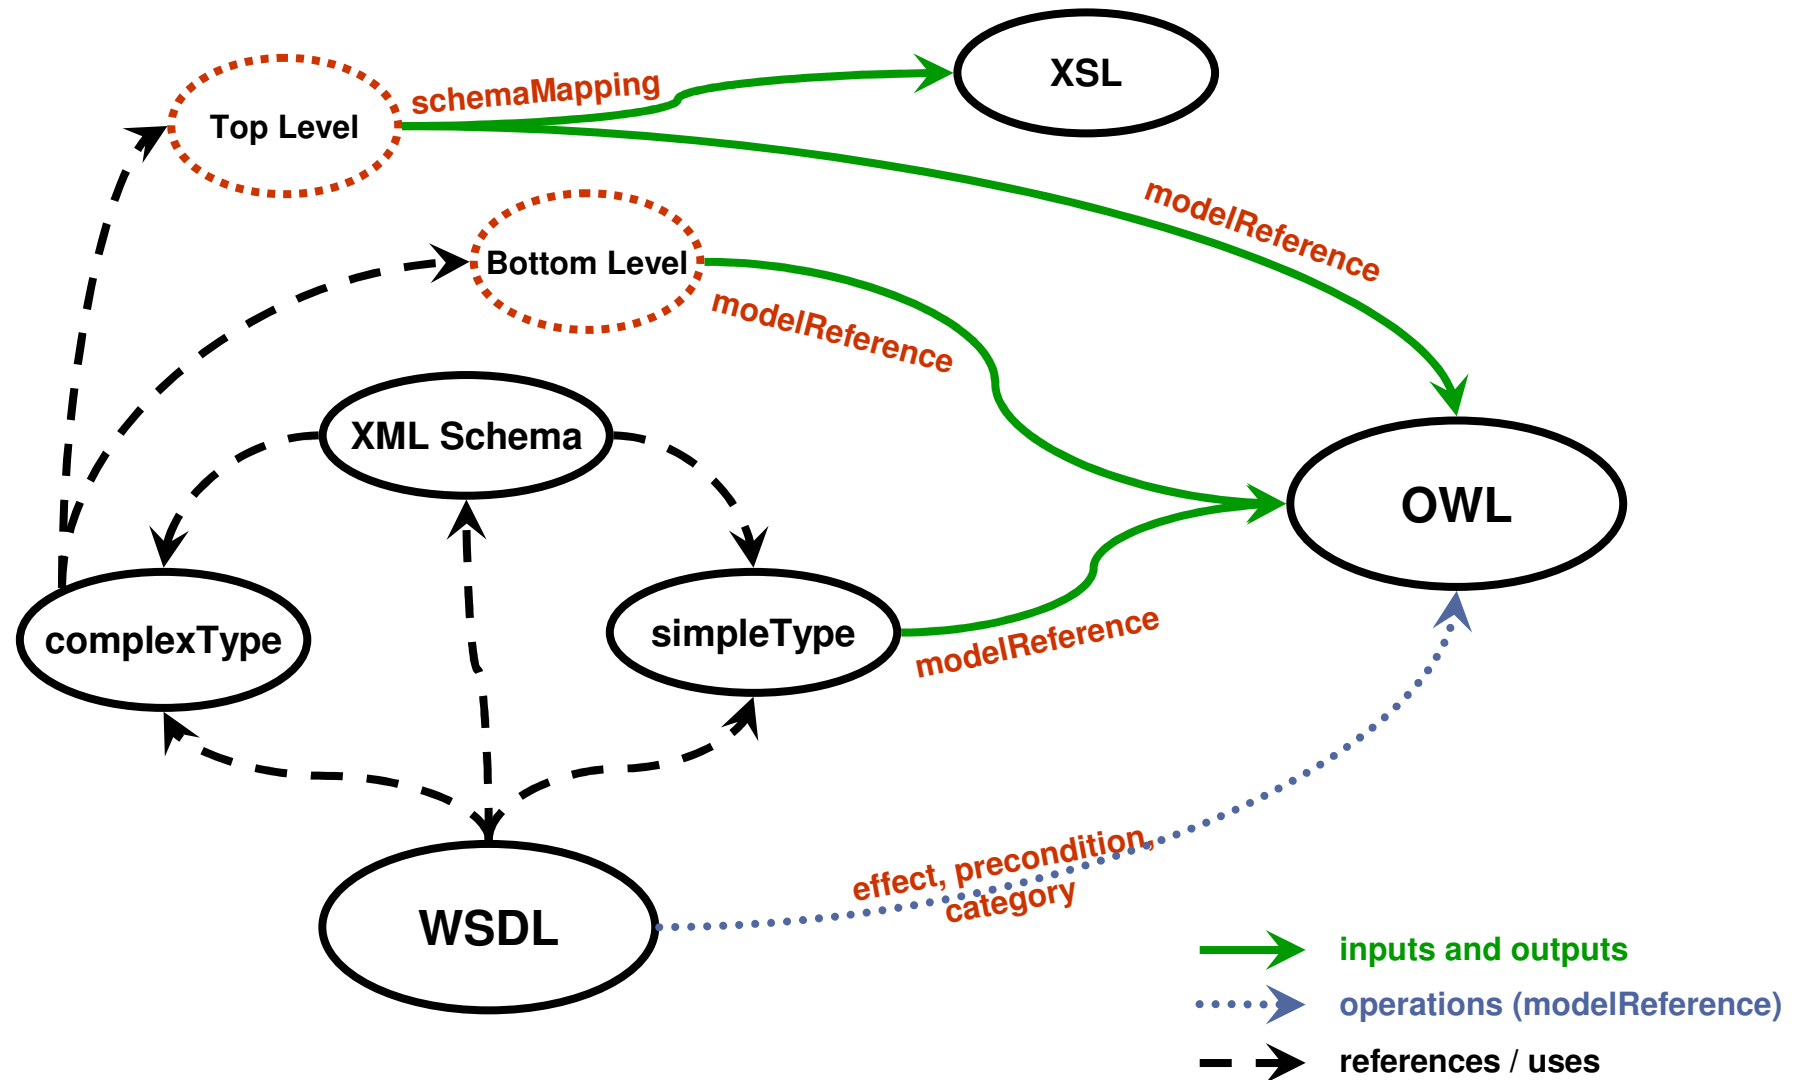 XSL
schemaMapping
Top Level
modelReference
Bottom Level
modelReference
XML Schema
OWL
complexType
simpleType
modelReference
effect, precondition,
category
WSDL
inputs and outputs
operations (modelReference)
references / uses